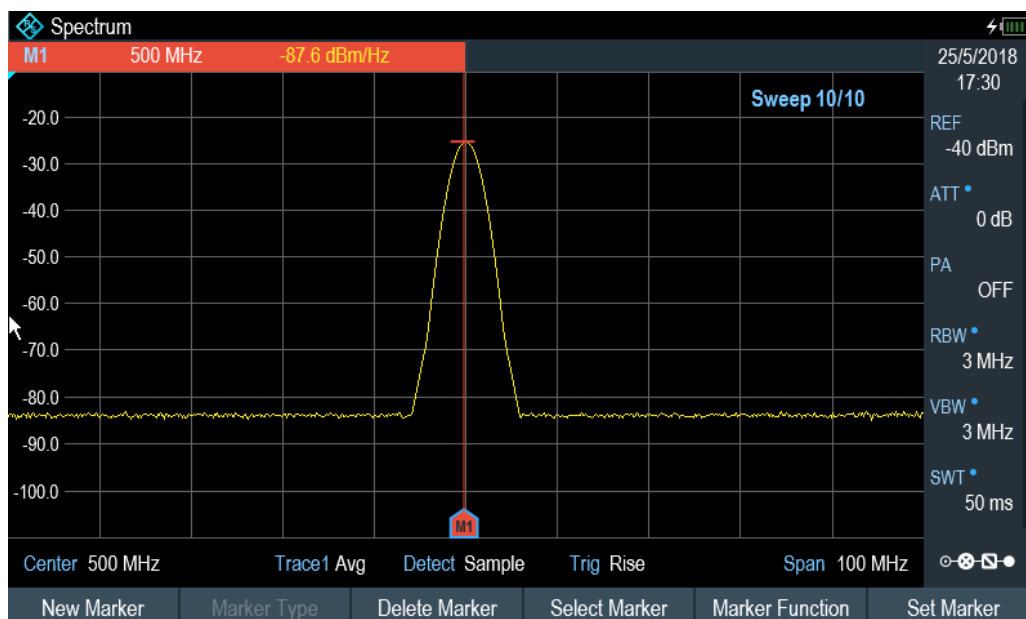 Spectrum
M1 500 MHz -87.6 dBm/Hz
25/5/2018
17:30
Sweep 10/10
-20.0
-30.0
-40.0
-50.0
-60.0
-70.0
-80.0
-90.0
-100.0
M1
REF
-40 dBm
ATT
0 dB
PA
OFF
RBW
3 MHz
VBW
3 MHz
SWT
50 ms
Center 500 MHz Trace1 Avg Detect Sample Trig Rise Span 100 MHz
New Marker Marker Type Delete Marker Select Marker Marker Function Set Marker